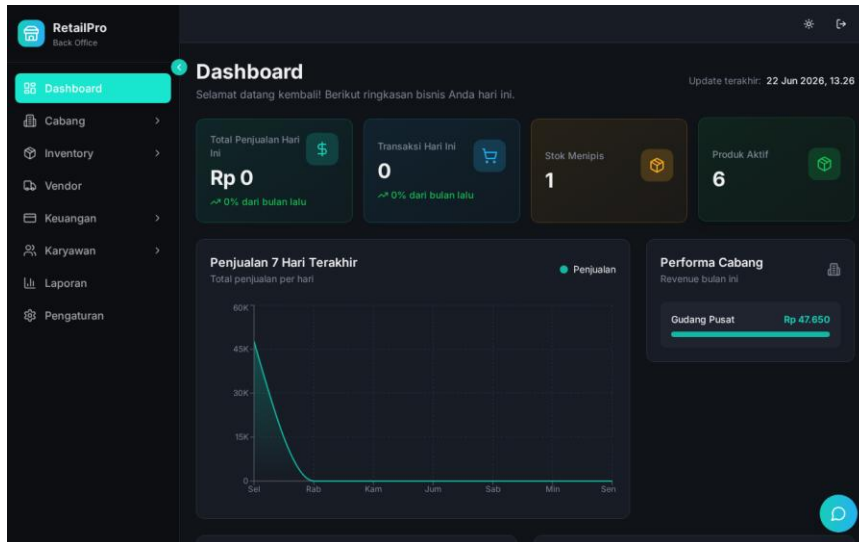 RetailPro
Back Office
Dashboard
Cabang
Inventory
Vendor
Keuangan
Karyawan
Laporan
Pengaturan
Dashboard
Selamat datang kembali! Berikut ringkasan bisnis Anda hari ini.
Update terakhir: 22 Jun 2026, 13.26
Total Penjualan Hari
Ini
Rp 0
0% dari bulan lalu
Transaksi Hari Ini
0
0% dari bulan lalu
Stok Menipis
1
Produk Aktif
6
Penjualan 7 Hari Terakhir
Total penjualan per hari
Penjualan
60K
45K
30K
15K
0
Sel Rab Kam Jum Sab Min Sen
Performa Cabang
Revenue bulan ini
Gudang Pusat Rp 47.650